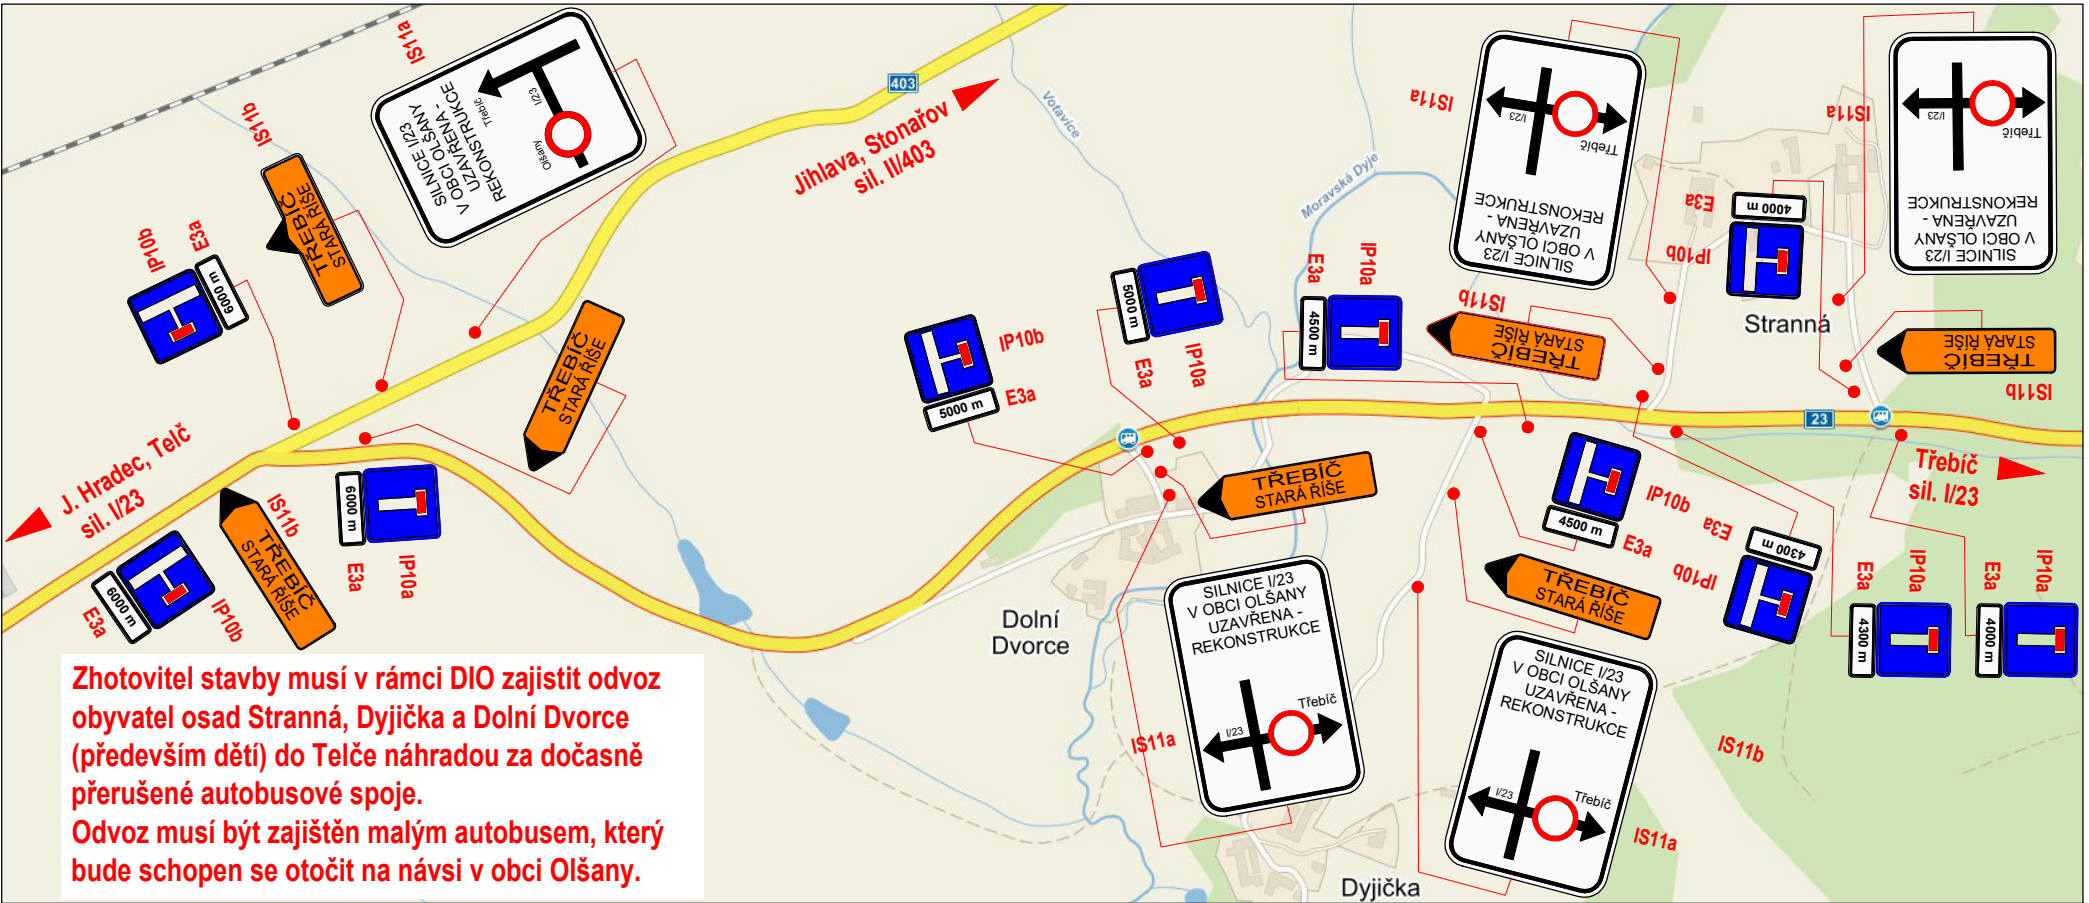 IS11a
SILNICE I/23
V OBCI OLŠANY
UZAVŘENA -
REKONSTRUKCE
Třebíč
I/23
Olšany
IS11b
TŘEBÍČ
STARÁ ŘÍŠE
IP10b
E3a
6000 m
403
Jihlava, Stonařov
sil. II/403
Votavice
Moravská Dyje
TŘEBÍČ
STARÁ ŘÍŠE
J. Hradec, Telč
sil. I/23
E3a
6000 m
IP10b
IS11b
TŘEBÍČ
STARÁ ŘÍŠE
6000 m
E3a
IP10a
IP10b
E3a
5000 m
5000 m
E3a
IP10a
E3a
IP10a
4500 m
IS11a
SILNICE I/23
V OBCI OLŠANY
UZAVŘENA -
REKONSTRUKCE
I/23
Třebíč
IS11b
TŘEBÍČ
STARÁ ŘÍŠE
E3a
4000 m
IP10b
Stranná
IS11a
SILNICE I/23
V OBCI OLŠANY
UZAVŘENA -
REKONSTRUKCE
I/23
Třebíč
TŘEBÍČ
STARÁ ŘÍŠE
IS11b
23
Třebíč
sil. I/23
TŘEBÍČ
STARÁ ŘÍŠE
IP10b
4500 m
E3a
E3a
4300 m
IP10b
TŘEBÍČ
STARÁ ŘÍŠE
E3a
IP10a
4300 m
E3a
IP10a
4000 m
Dolní
Dvorce
SILNICE I/23
V OBCI OLŠANY
UZAVŘENA -
REKONSTRUKCE
I/23
Třebíč
IS11a
SILNICE I/23
V OBCI OLŠANY
UZAVŘENA -
REKONSTRUKCE
I/23
Třebíč
IS11b
IS11a
Dyjička
Zhotovitel stavby musí v rámci DIO zajistit odvoz
obyvatel osad Stranná, Dyjička a Dolní Dvorce
(především dětí) do Telče náhradou za dočasně
přerušené autobusové spoje.
Odvoz musí být zajištěn malým autobusem, který
bude schopen se otočit na návsi v obci Olšany.